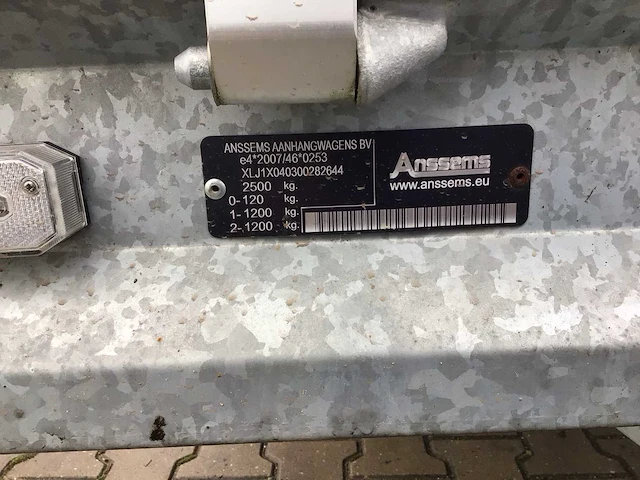 ANSSEMS AANHANGWAGENS BV
e4*2007/46*0253
XLJ1X040300282644
2500 kg.
0-120 kg.
1-1200 kg.
2-1200 kg.
Anssems
www.anssems.eu